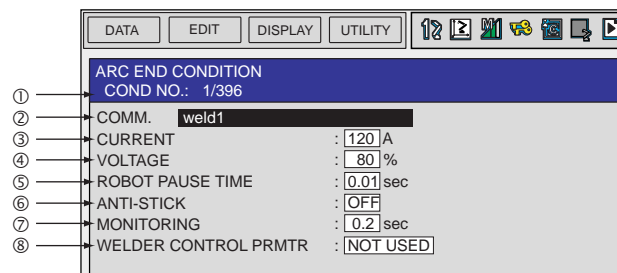 DATA EDIT DISPLAY UTILITY
ARC END CONDITION
① COND NO.: 1/396
② COMM. weld1
③ CURRENT : 120 A
④ VOLTAGE : 80 %
⑤ ROBOT PAUSE TIME : 0.01 sec
⑥ ANTI-STICK : OFF
⑦ MONITORING : 0.2 sec
⑧ WELDER CONTROL PRMTR : NOT USED